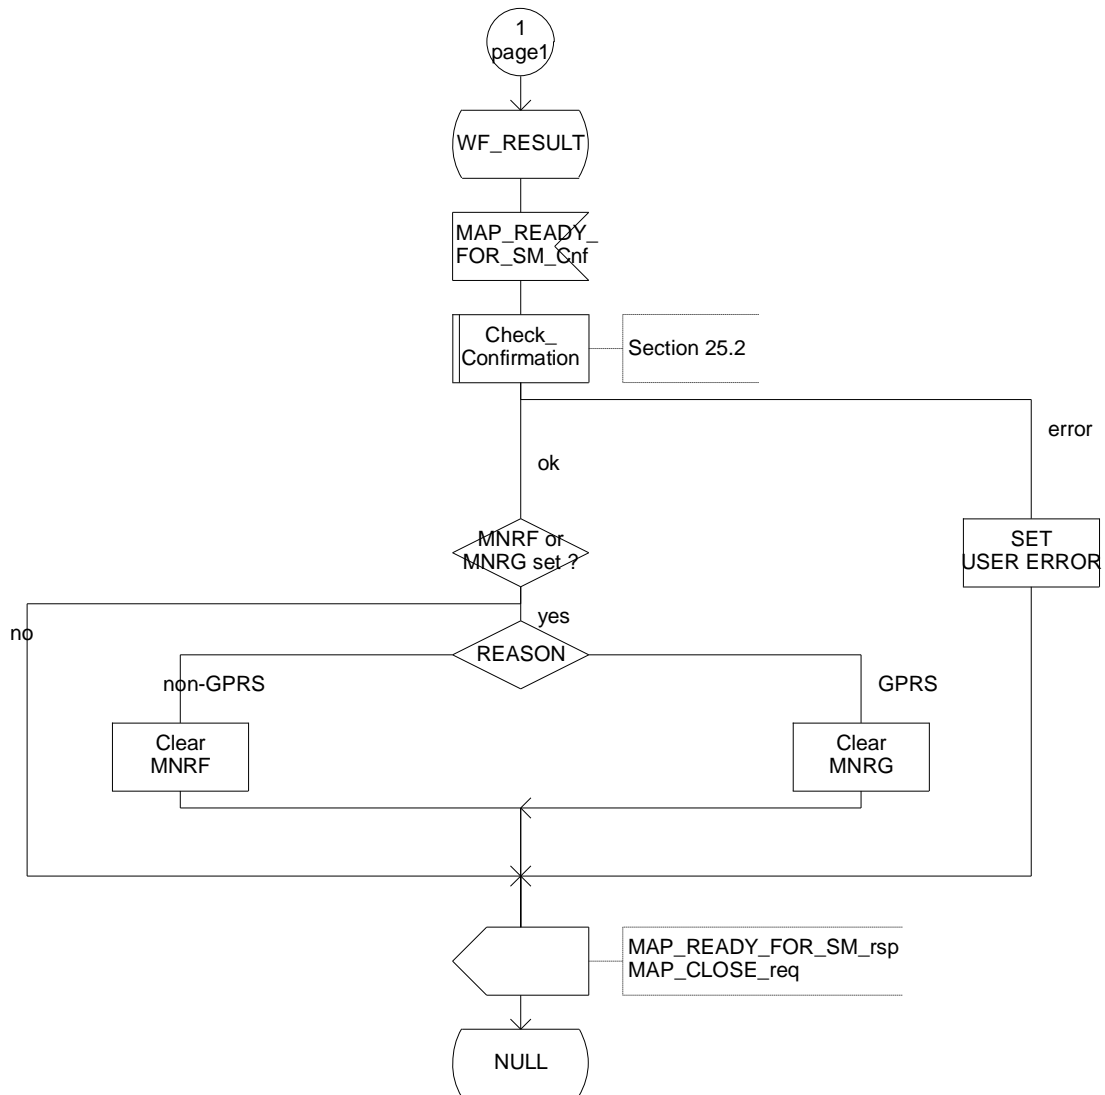 1
page1
WF_RESULT
MAP_READY_
FOR_SM_Cnf
Check_
Confirmation
Section 25.2
error
ok
MNRF or
MNRG set ?
SET
USER ERROR
no
yes
REASON
non-GPRS
GPRS
Clear
MNRF
Clear
MNRG
MAP_READY_FOR_SM_rsp
MAP_CLOSE_req
NULL